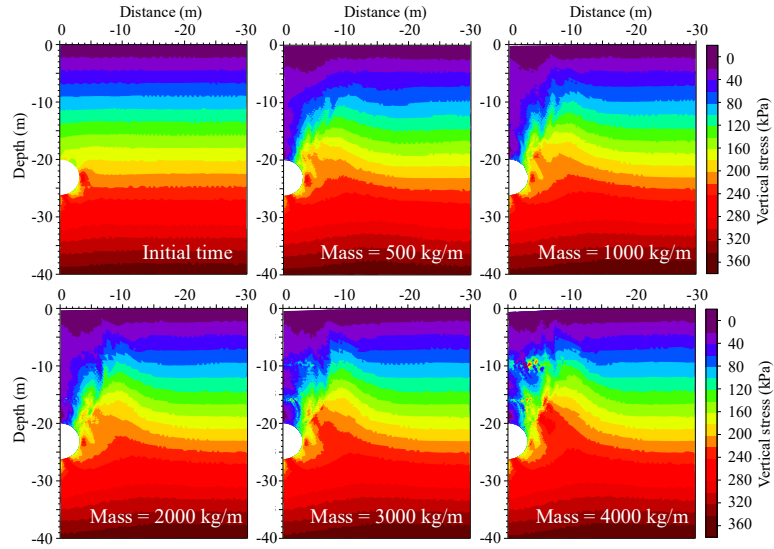 Distance (m) Distance (m) Distance (m)
0 -10 -20 -30 0 -10 -20 -30 0 -10 -20 -30
0
-10
-20
-30
-40
Depth (m)
Initial time
Mass = 500 kg/m
Mass = 1000 kg/m
0
40
80
120
160
200
240
280
320
360
Vertical stress (kPa)
0 -10 -20 -30 0 -10 -20 -30 0 -10 -20 -30
0
-10
-20
-30
-40
Depth (m)
Mass = 2000 kg/m
Mass = 3000 kg/m
Mass = 4000 kg/m
0
40
80
120
160
200
240
280
320
360
Vertical stress (kPa)